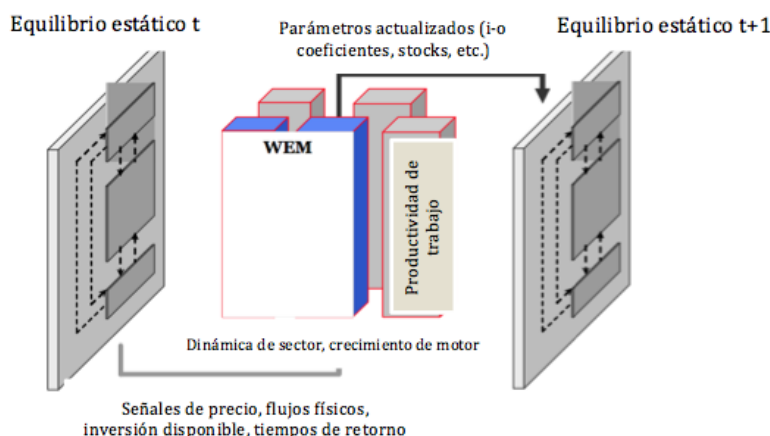 Equilibrio estático t
Parámetros actualizados (i-o
coeficientes, stocks, etc.)
Equilibrio estático t+1
WEM
Productividad de
trabajo
Dinámica de sector, crecimiento de motor
Señales de precio, flujos físicos,
inversión disponible, tiempos de retorno